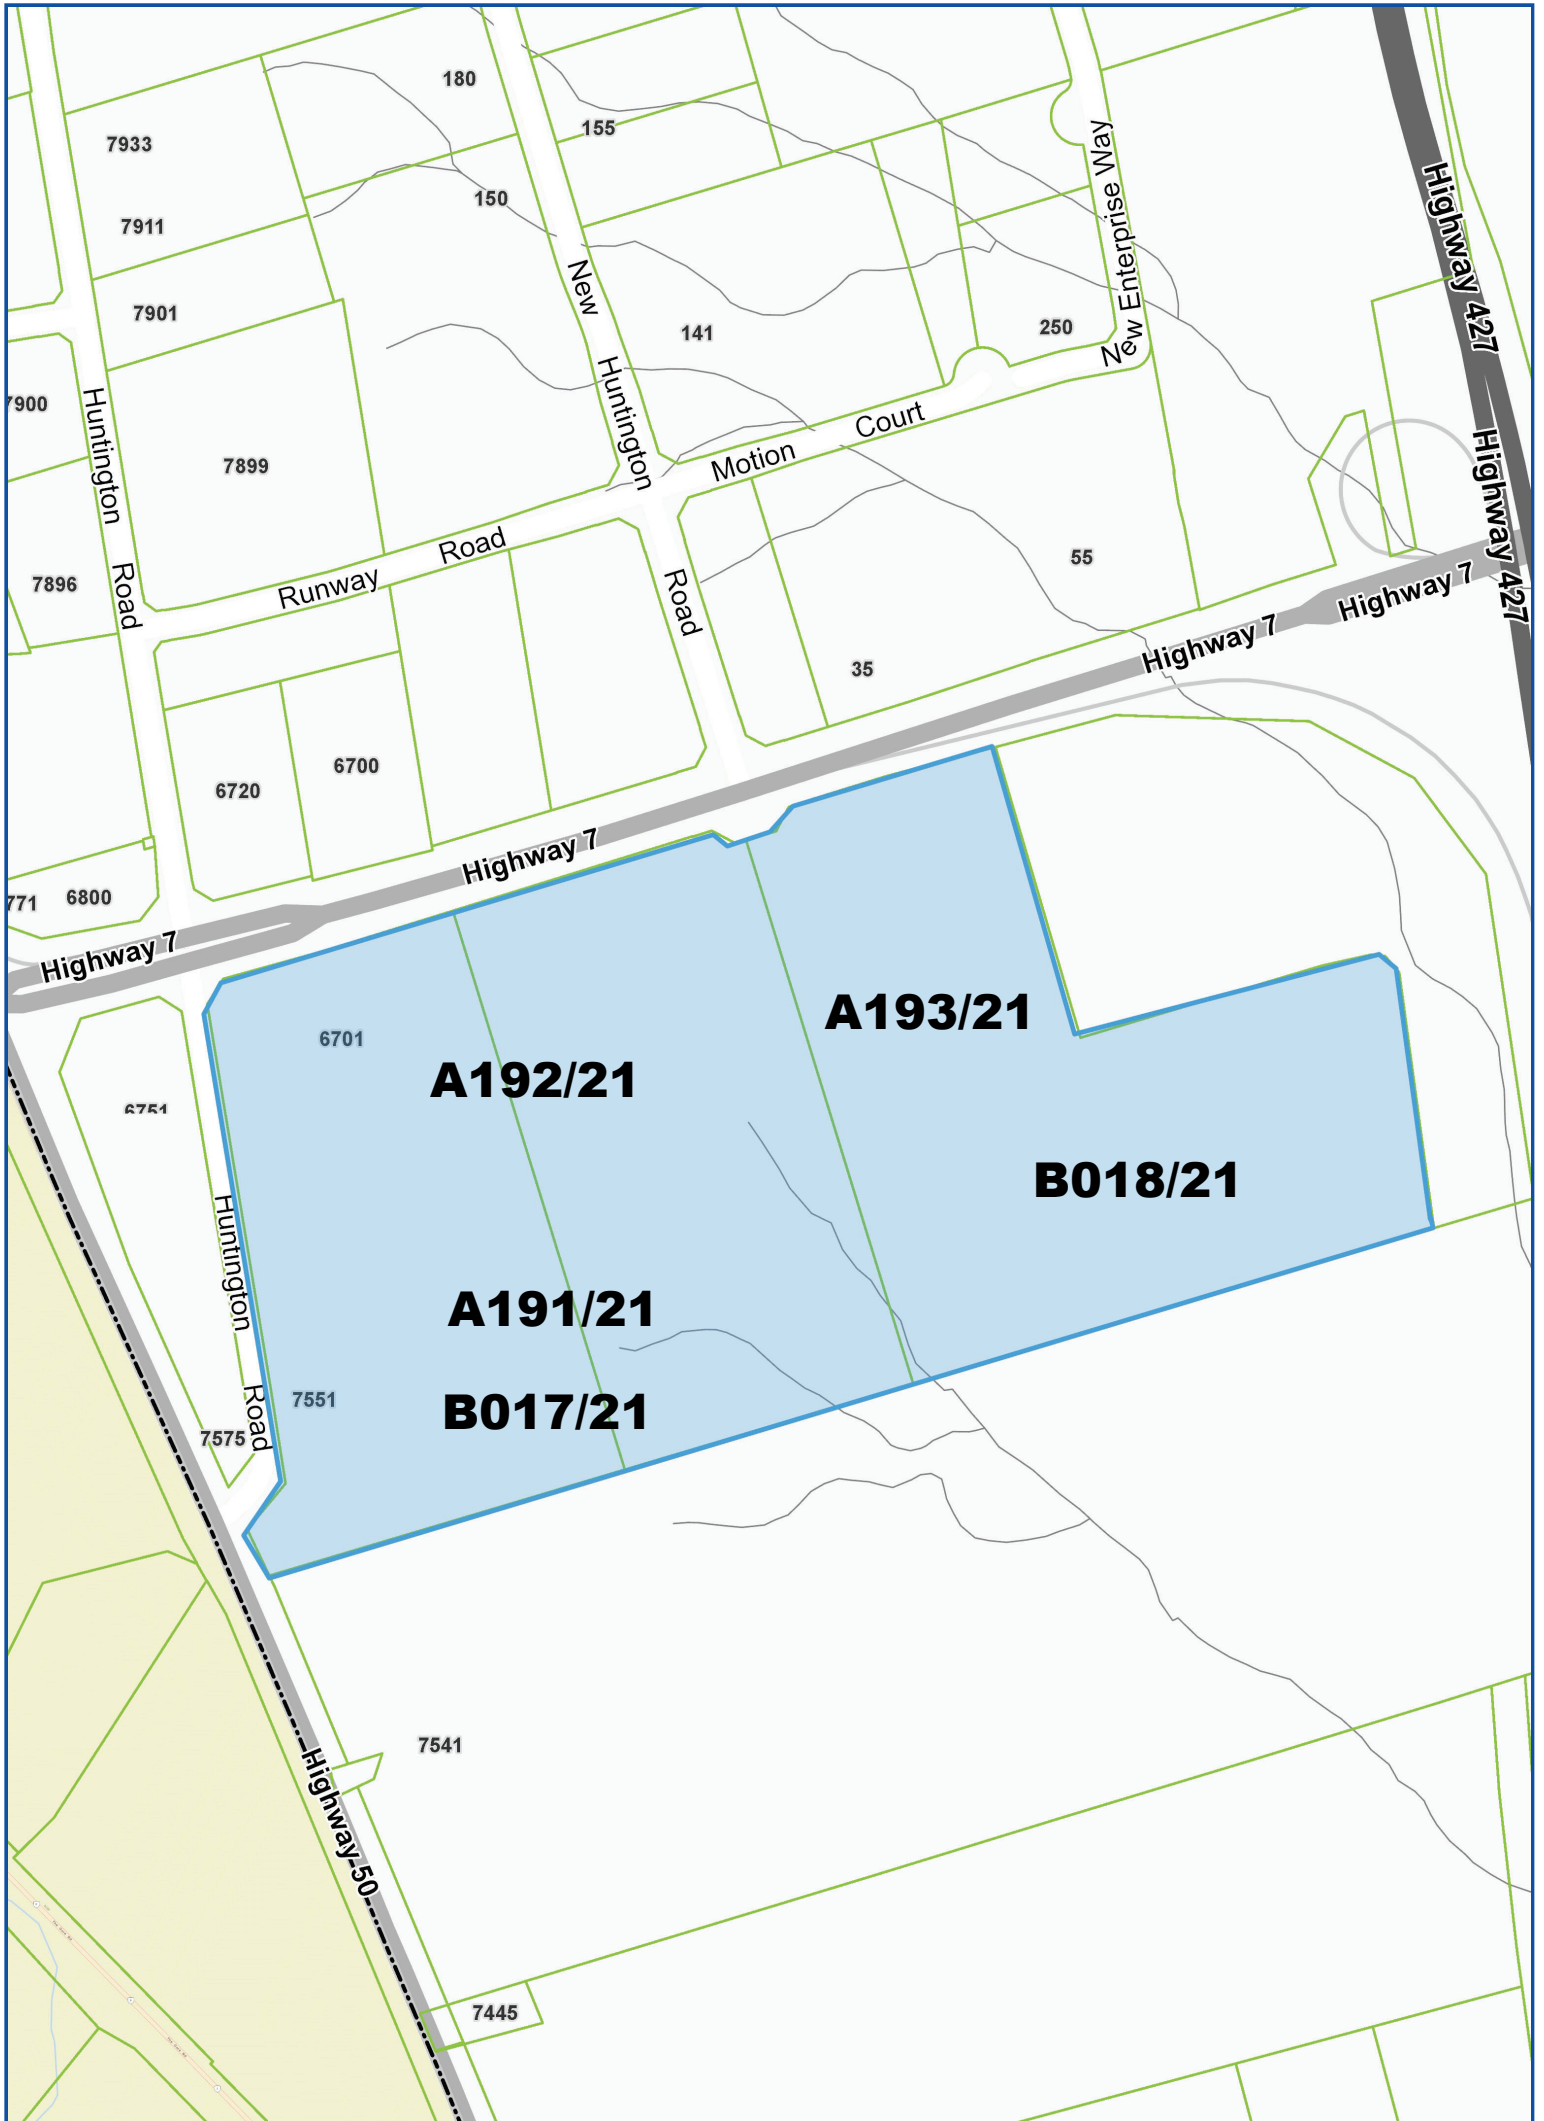 180
155
7933
150
7911
7901
New Enterprise Way
Highway 427
New Huntington Road
141
250
7900
Huntington Road
7899
Motion Court
Highway 427
Runway Road
55
7896
Highway 7
Highway 7
35
6700
6720
Highway 7
771
6800
Highway 7
6701
A193/21
A192/21
6751
B018/21
Huntington Road
A191/21
7551
B017/21
7575
7541
Highway 50
7445